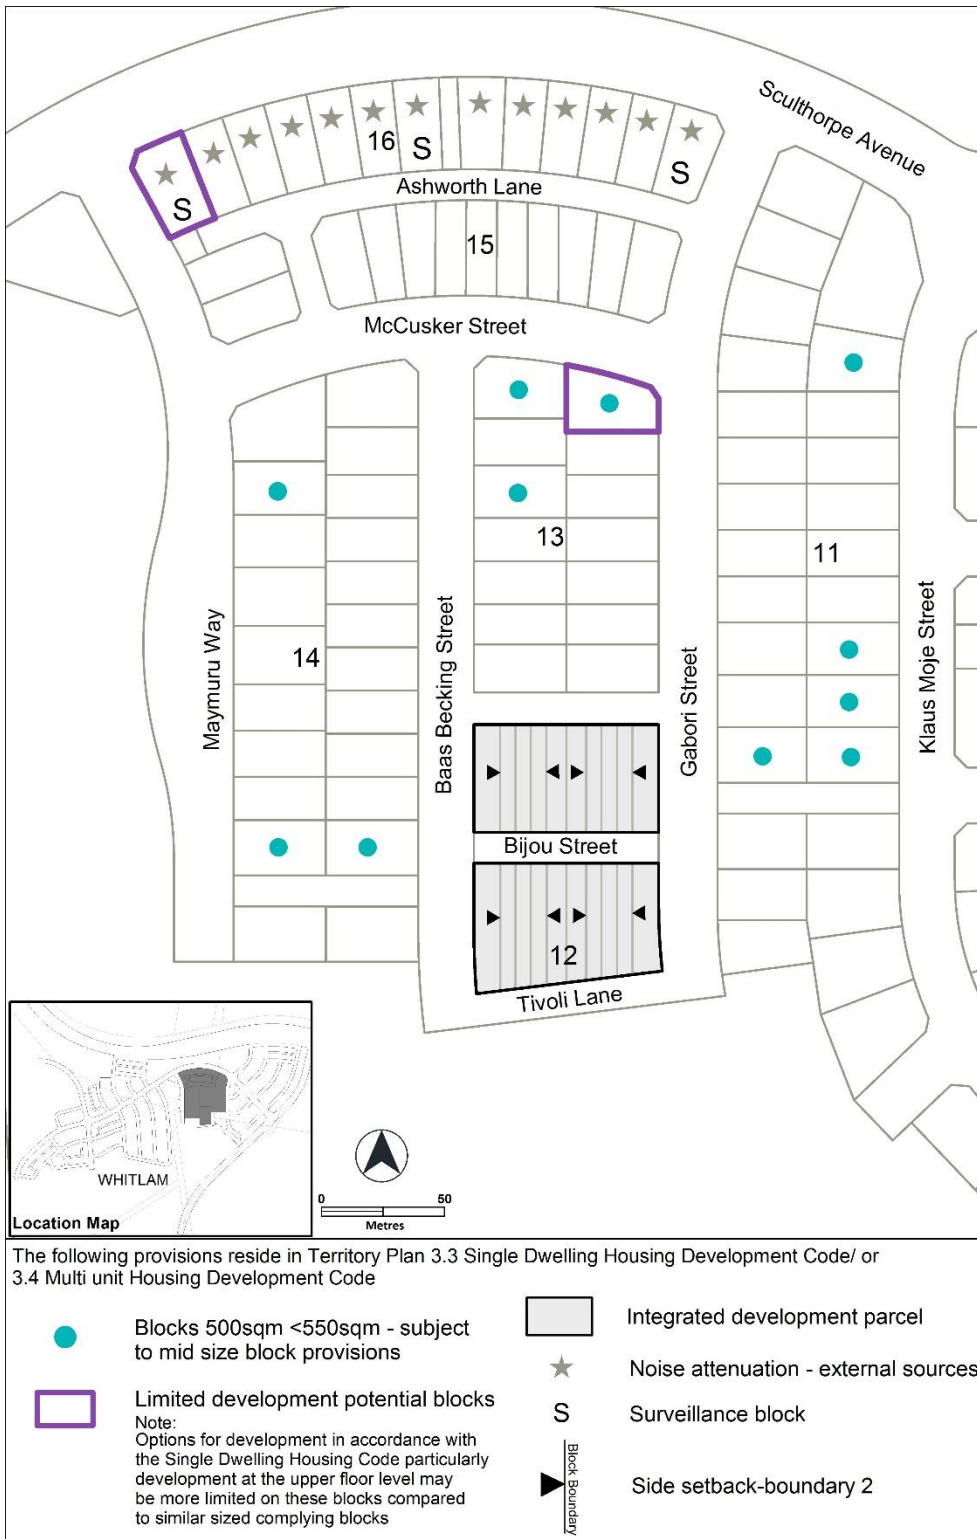 Sculthorpe Avenue
16
S
S
S
Ashworth Lane
15
McCusker Street
13
11
14
Maymuru Way
Baas Becking Street
Gabori Street
Klaus Moje Street
Bijou Street
12
Tivoli Lane
WHITLAM
Location Map
0 50
Metres
The following provisions reside in Territory Plan 3.3 Single Dwelling Housing Development Code/ or
3.4 Multi unit Housing Development Code
Blocks 500sqm <550sqm - subject
to mid size block provisions
Limited development potential blocks
Note:
Options for development in accordance with
the Single Dwelling Housing Code particularly
development at the upper floor level may
be more limited on these blocks compared
to similar sized complying blocks
Integrated development parcel
Noise attenuation - external sources
S Surveillance block
Block Boundary
Side setback-boundary 2